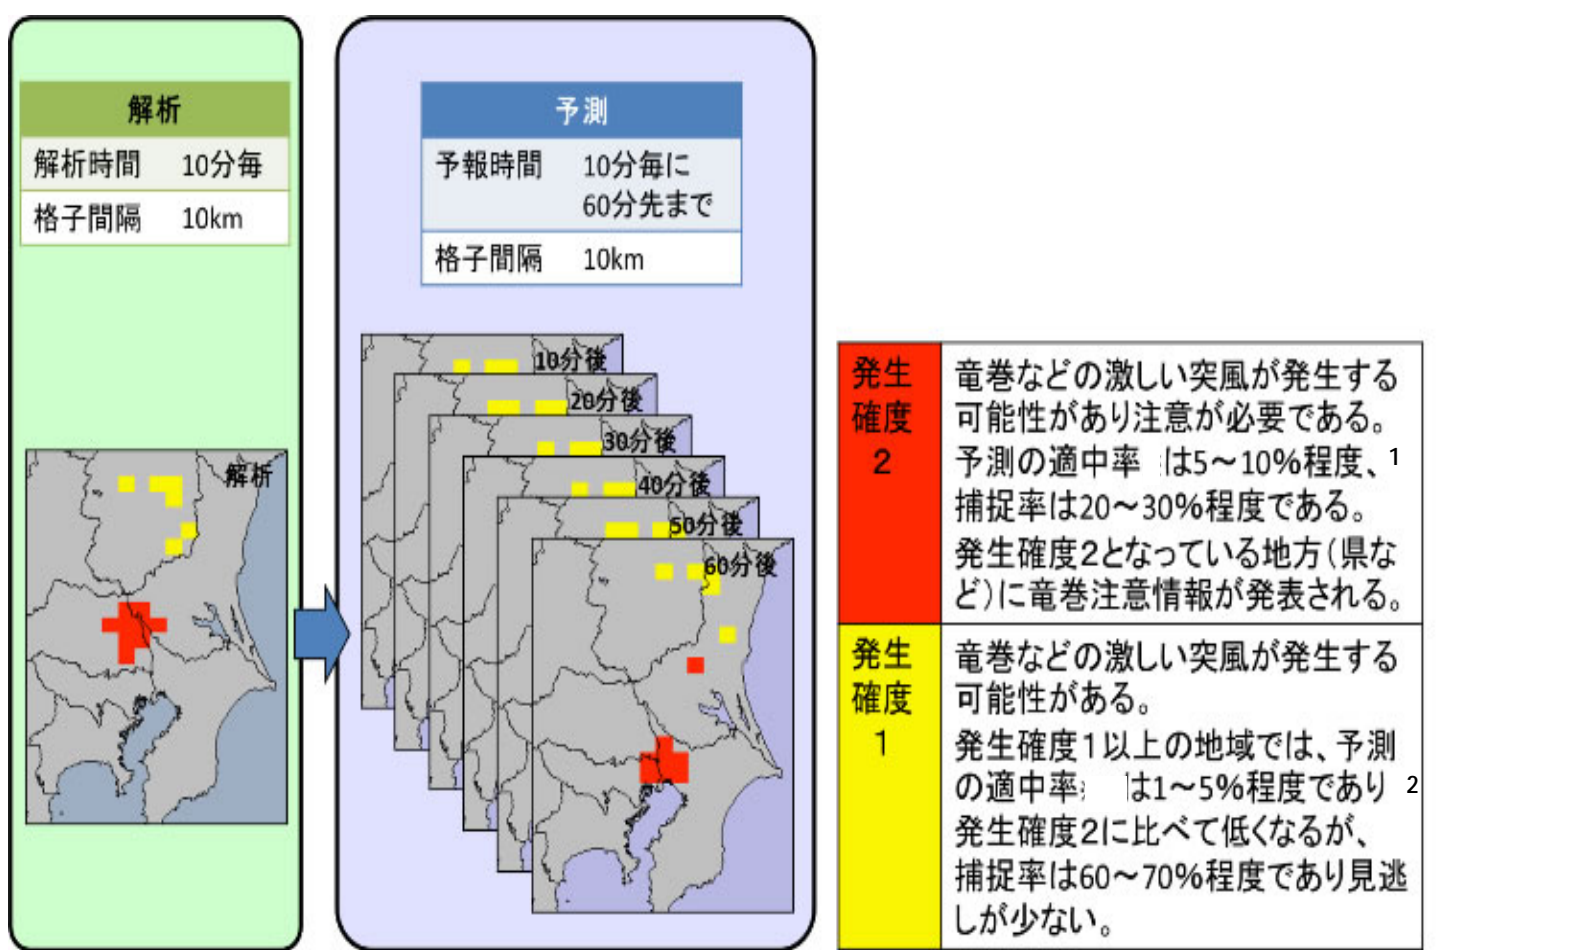 解析
解析時間 10分毎
格子間隔 10km
解析
予測
予報時間 10分毎に
60分先まで
格子間隔 10km
10分後
20分後
30分後
40分後
50分後
60分後
発生
確度
2
竜巻などの激しい突風が発生する
可能性があり注意が必要である。
予測の適中率 は5～10%程度、1
捕捉率は20～30%程度である。
発生確度2となっている地方(県な
ど)に竜巻注意情報が発表される。
発生
確度
1
竜巻などの激しい突風が発生する
可能性がある。
発生確度1以上の地域では、予測
の適中率 は1～5%程度であり 2
発生確度2に比べて低くなるが、
捕捉率は60～70%程度であり見逃
しが少ない。